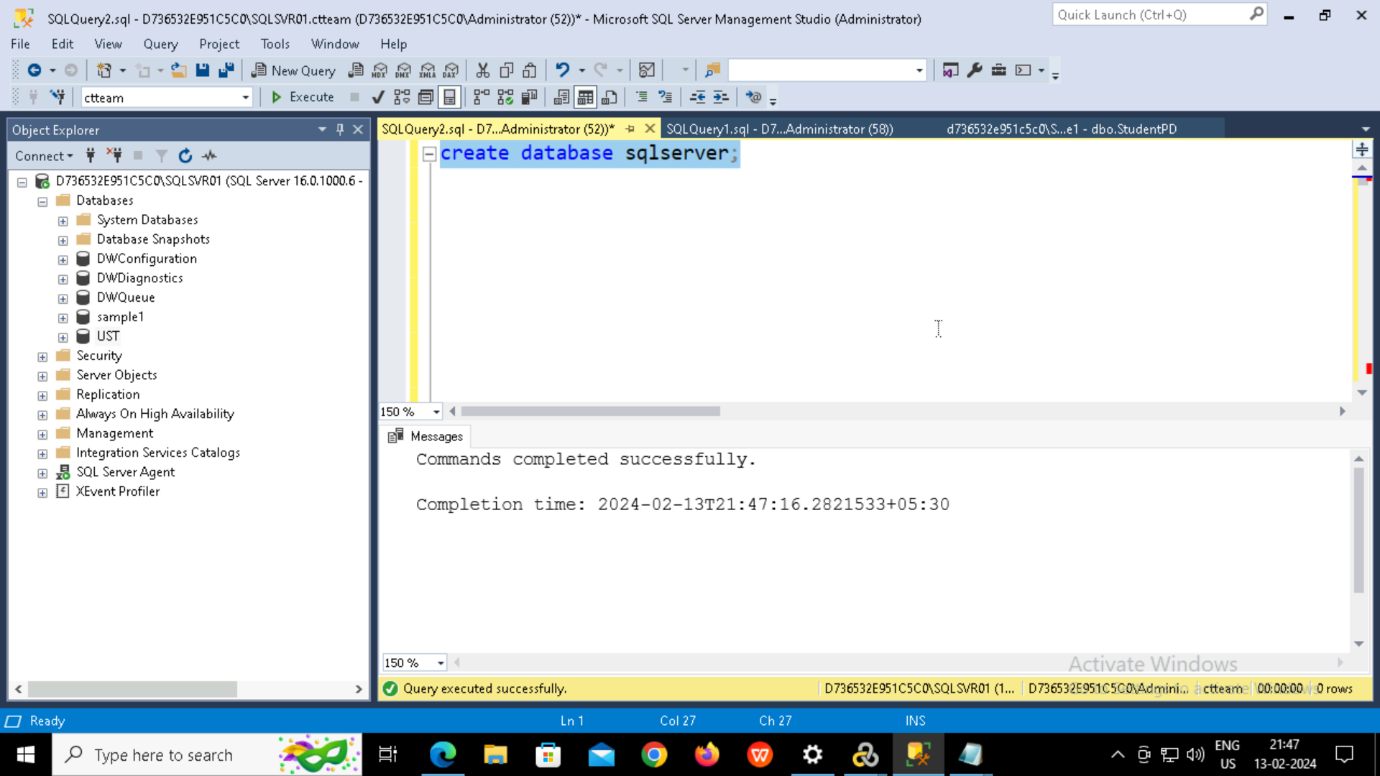 SQLQuery2.sql - D736532E951C5C0\SQLSVR01.ctteam (D736532E951C5C0\Administrator (52))* - Microsoft SQL Server Management Studio (Administrator)
Quick Launch (Ctrl+Q)
File Edit View Query Project Tools Window Help
New Query MDX DMX XMLA DAX
ctteam Execute
Object Explorer
SQLQuery2.sql - D7...Administrator (52))* SQLQuery1.sql - D7...Administrator (58)) d736532e951c5c0\S...e1 - dbo.StudentPD
Connect
create database sqlserver;
D736532E951C5C0\SQLSVR01 (SQL Server 16.0.1000.6 -
Databases
System Databases
Database Snapshots
DWConfiguration
DWDiagnostics
DWQueue
sample1
UST
Security
Server Objects
Replication
Always On High Availability
Management
Integration Services Catalogs
SQL Server Agent
XEvent Profiler
150 %
Messages
Commands completed successfully.
Completion time: 2024-02-13T21:47:16.2821533+05:30
150 %
Activate Windows
Query executed successfully. D736532E951C5C0\SQLSVR01 (1... D736532E951C5C0\Admini... ctteam 00:00:00 0 rows
Ready Ln 1 Col 27 Ch 27 INS
Type here to search
ENG
US
21:47
13-02-2024